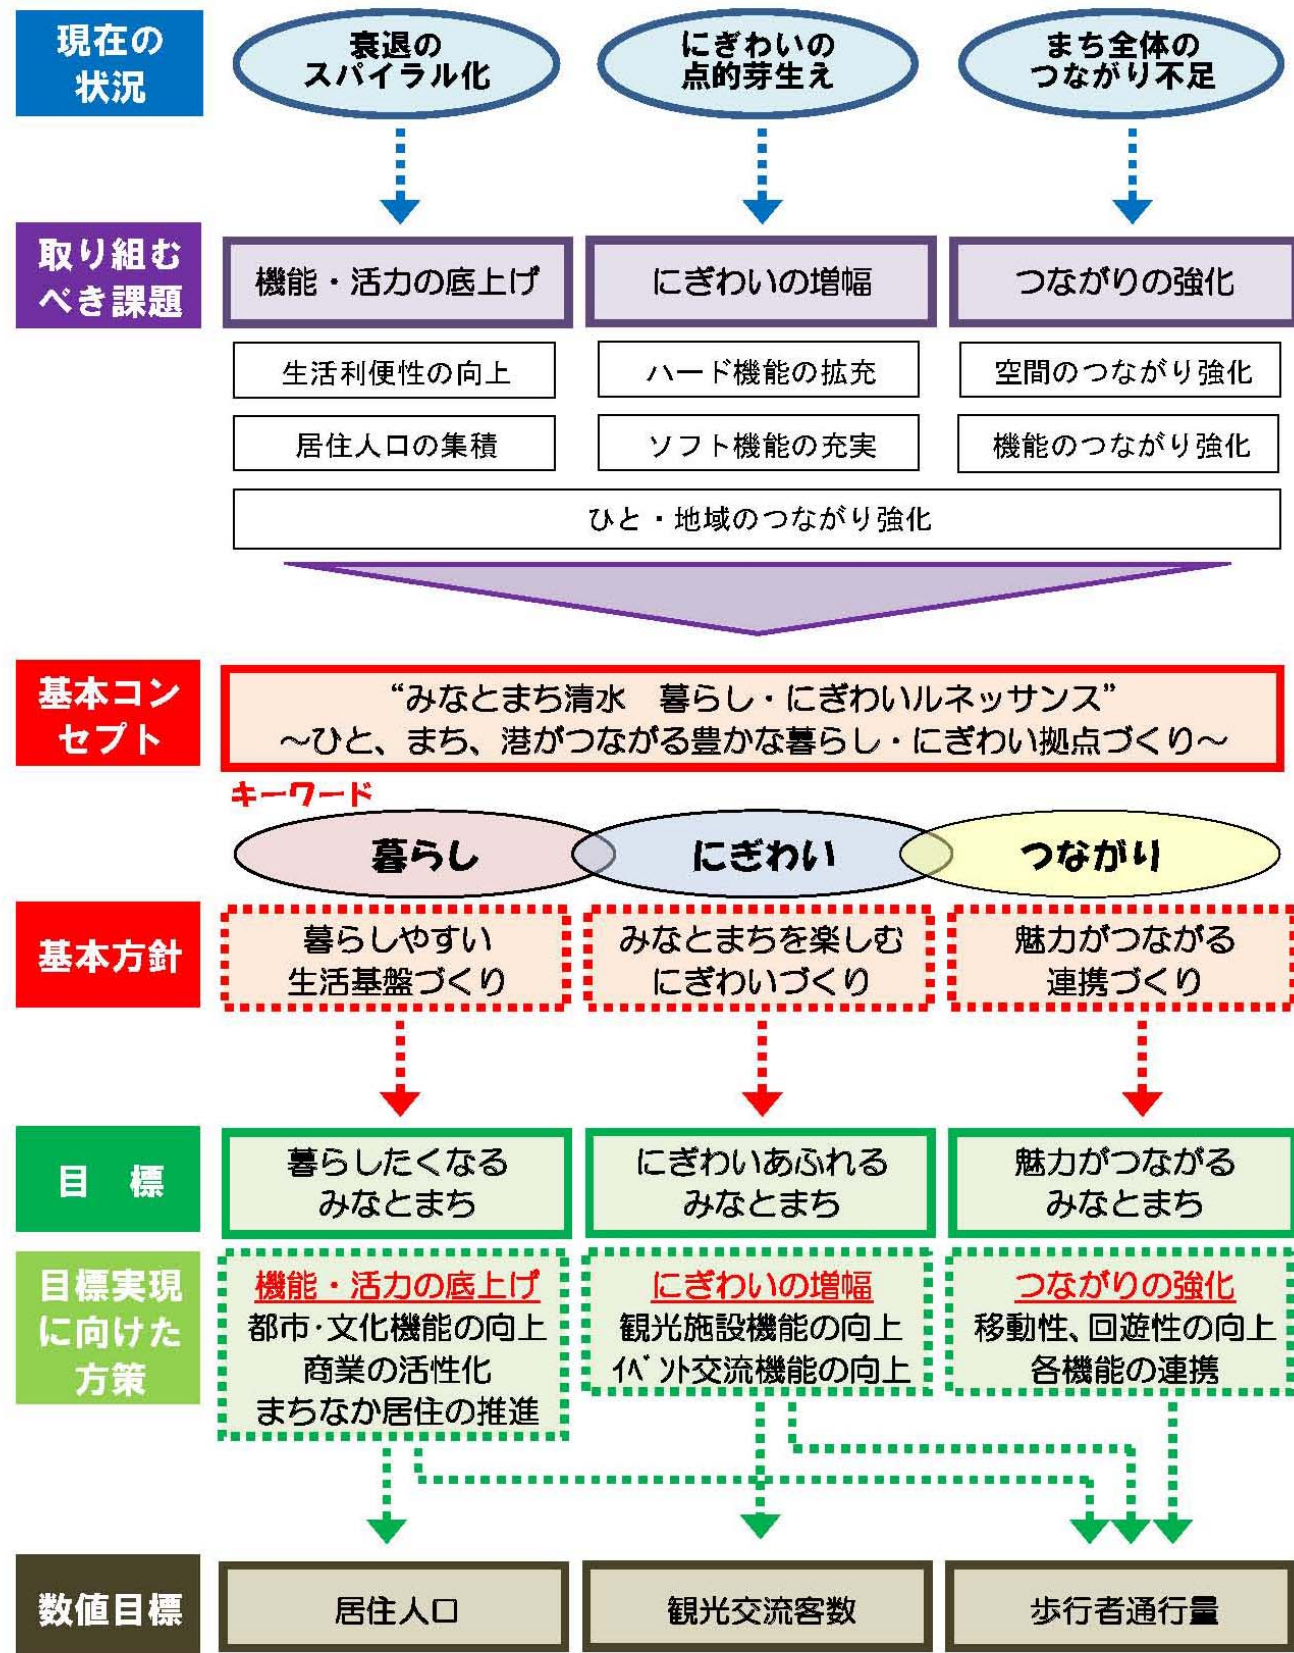 現在の
状況
衰退の
スパイラル化
にぎわいの
点的芽生え
まち全体の
つながり不足
取り組む
べき課題
機能・活力の底上げ
にぎわいの増幅
つながりの強化
生活利便性の向上
ハード機能の拡充
空間のつながり強化
居住人口の集積
ソフト機能の充実
機能のつながり強化
ひと・地域のつながり強化
基本コン
セプト
“みなとまち清水　暮らし・にぎわいルネッサンス”
～ひと、まち、港がつながる豊かな暮らし・にぎわい拠点づくり～
キーワード
暮らし
にぎわい
つながり
基本方針
暮らしやすい
生活基盤づくり
みなとまちを楽しむ
にぎわいづくり
魅力がつながる
連携づくり
目　標
暮らしたくなる
みなとまち
にぎわいあふれる
みなとまち
魅力がつながる
みなとまち
目標実現
に向けた
方策
機能・活力の底上げ
都市・文化機能の向上
商業の活性化
まちなか居住の推進
にぎわいの増幅
観光施設機能の向上
ｲﾍﾞﾝﾄ交流機能の向上
つながりの強化
移動性、回遊性の向上
各機能の連携
数値目標
居住人口
観光交流客数
歩行者通行量